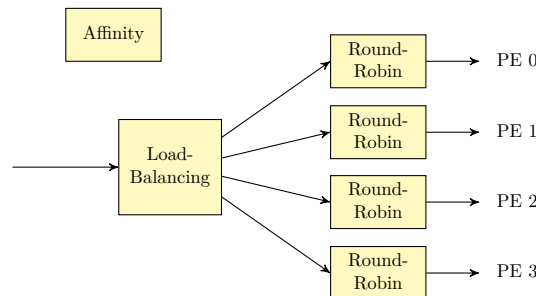 Affinity
Round-
Robin
PE 0
Round-
Robin
PE 1
Load-
Balancing
Round-
Robin
PE 2
Round-
Robin
PE 3